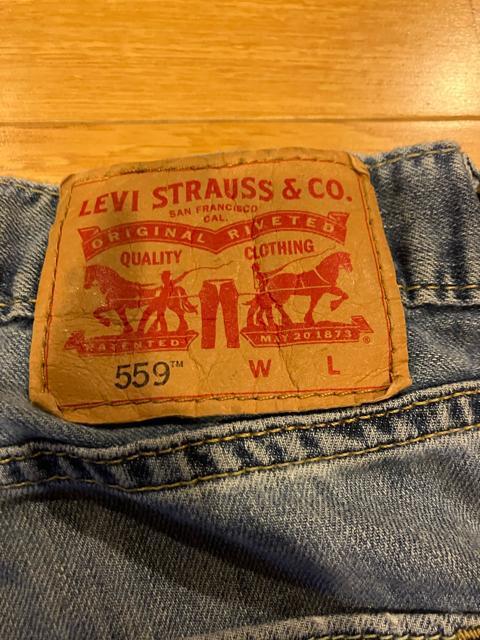 LEVI STRAUSS & CO.
SAN FRANCISCO
CAL.
ORIGINAL RIVETED
QUALITY CLOTHING
PATENTED MAY 20 1873
559™ W L
®